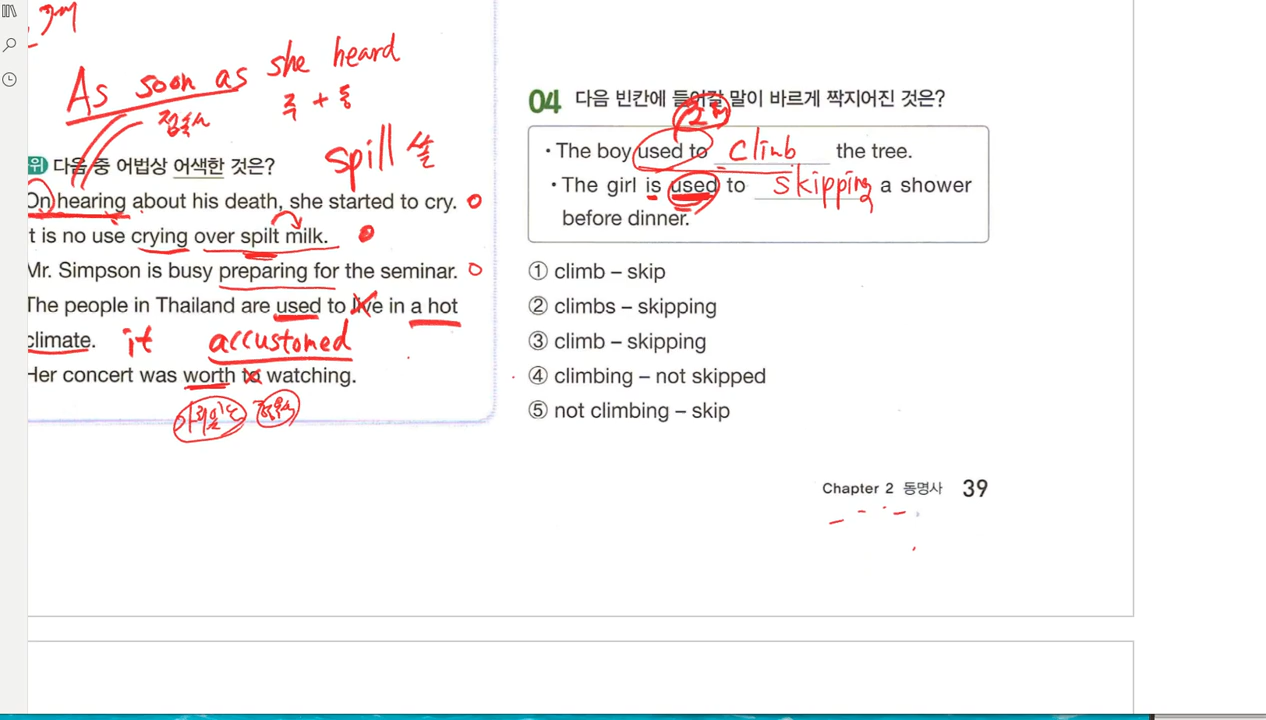 As soon as she heard
접속사
주 + 동
spill 쏟
위 다음 중 어법상 어색한 것은?
On hearing about his death, she started to cry.
t is no use crying over spilt milk.
Mr. Simpson is busy preparing for the seminar.
The people in Thailand are used to live in a hot
climate. it accustomed
Her concert was worth to watching.
04 다음 빈칸에 들어갈 말이 바르게 짝지어진 것은?
• The boy used to climb the tree.
• The girl is used to skipping a shower
before dinner.
① climb – skip
② climbs – skipping
③ climb – skipping
④ climbing – not skipped
⑤ not climbing – skip
Chapter 2 동명사 39